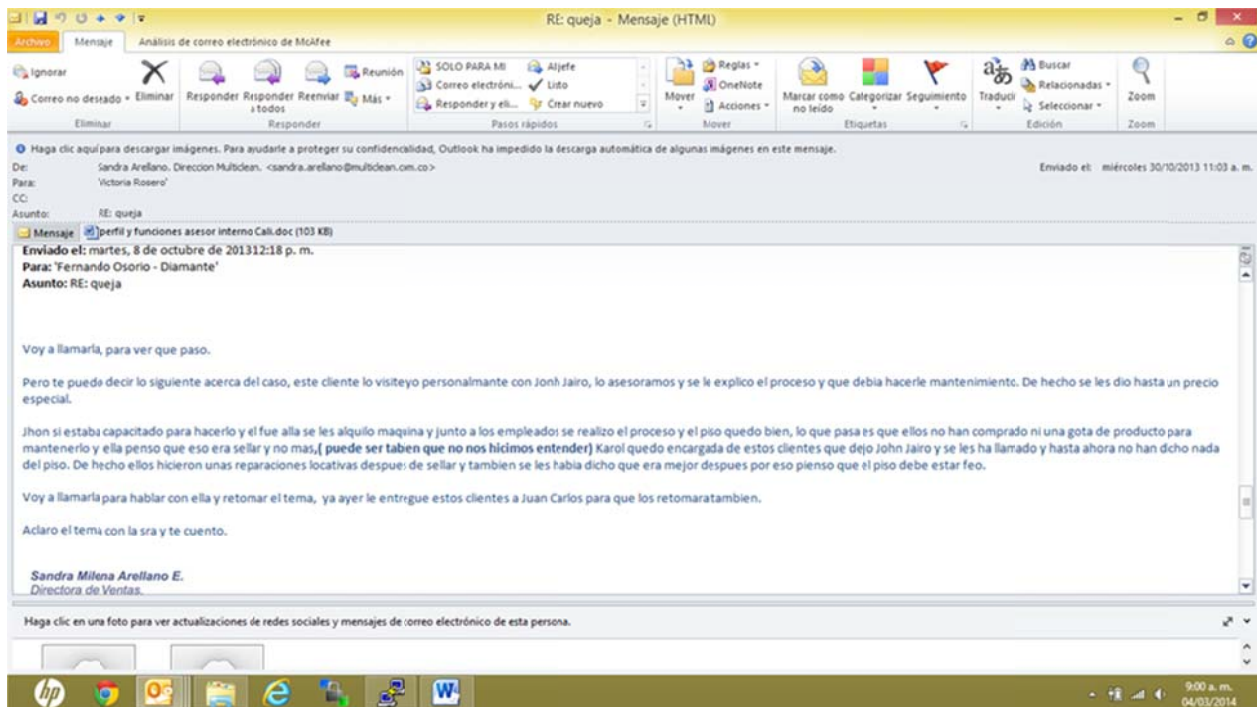 RE: queja - Mensaje (HTML)
Archivo Mensaje Análisis de correo electrónico de McAfee
Ignorar
Correo no deseado
Eliminar
Responder
Responder a todos
Reenviar
Reunión
Más
SOLO PARA MI
Correo electróni...
Responder y eli...
Al jefe
Listo
Crear nuevo
Mover
Reglas
OneNote
Acciones
Marcar como no leído
Categorizar
Seguimiento
Traducir
Buscar
Relacionadas
Seleccionar
Zoom
Eliminar Responder Pasos rápidos Mover Etiquetas Edición Zoom
Haga clic aquí para descargar imágenes. Para ayudarle a proteger su confidencialidad, Outlook ha impedido la descarga automática de algunas imágenes en este mensaje.
De: Sandra Arellano. Direccion Multiclean. <sandra.arellano@multiclean.com.co> Enviado el: miércoles 30/10/2013 11:03 a. m.
Para: 'Victoria Rosero'
CC:
Asunto: RE: queja
Mensaje perfil y funciones asesor interno Cali.doc (103 KB)
Enviado el: martes, 8 de octubre de 201312:18 p. m.
Para: 'Fernando Osorio - Diamante'
Asunto: RE: queja
Voy a llamarla, para ver que paso.
Pero te puedo decir lo siguiente acerca del caso, este cliente lo visiteyo personalmante con Jonh Jairo, lo asesoramos y se le explico el proceso y que debia hacerle mantenimiento. De hecho se les dio hasta un precio
especial.
Jhon si estaba capacitado para hacerlo y el fue alla se les alquilo maquina y junto a los empleados se realizo el proceso y el piso quedo bien, lo que pasa es que ellos no han comprado ni una gota de producto para
mantenerlo y ella penso que eso era sellar y no mas,( puede ser taben que no nos hicimos entender) Karol quedo encargada de estos clientes que dejo John Jairo y se les ha llamado y hasta ahora no han dicho nada
del piso. De hecho ellos hicieron unas reparaciones locativas despues de sellar y tambien se les habia dicho que era mejor despues por eso pienso que el piso debe estar feo.
Voy a llamarla para hablar con ella y retomar el tema, ya ayer le entregue estos clientes a Juan Carlos para que los retomaratambien.
Aclaro el tema con la sra y te cuento.
Sandra Milena Arellano E.
Directora de Ventas.
Haga clic en una foto para ver actualizaciones de redes sociales y mensajes de correo electrónico de esta persona.
hp
9:00 a. m.
04/03/2014